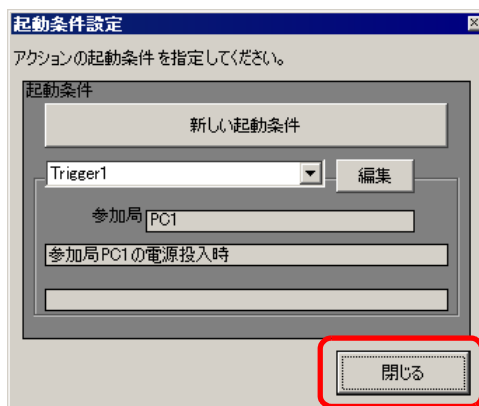 起動条件設定
アクションの起動条件を指定してください。
起動条件
新しい起動条件
Trigger1
編集
参加局 PC1
参加局PC1の電源投入時
閉じる